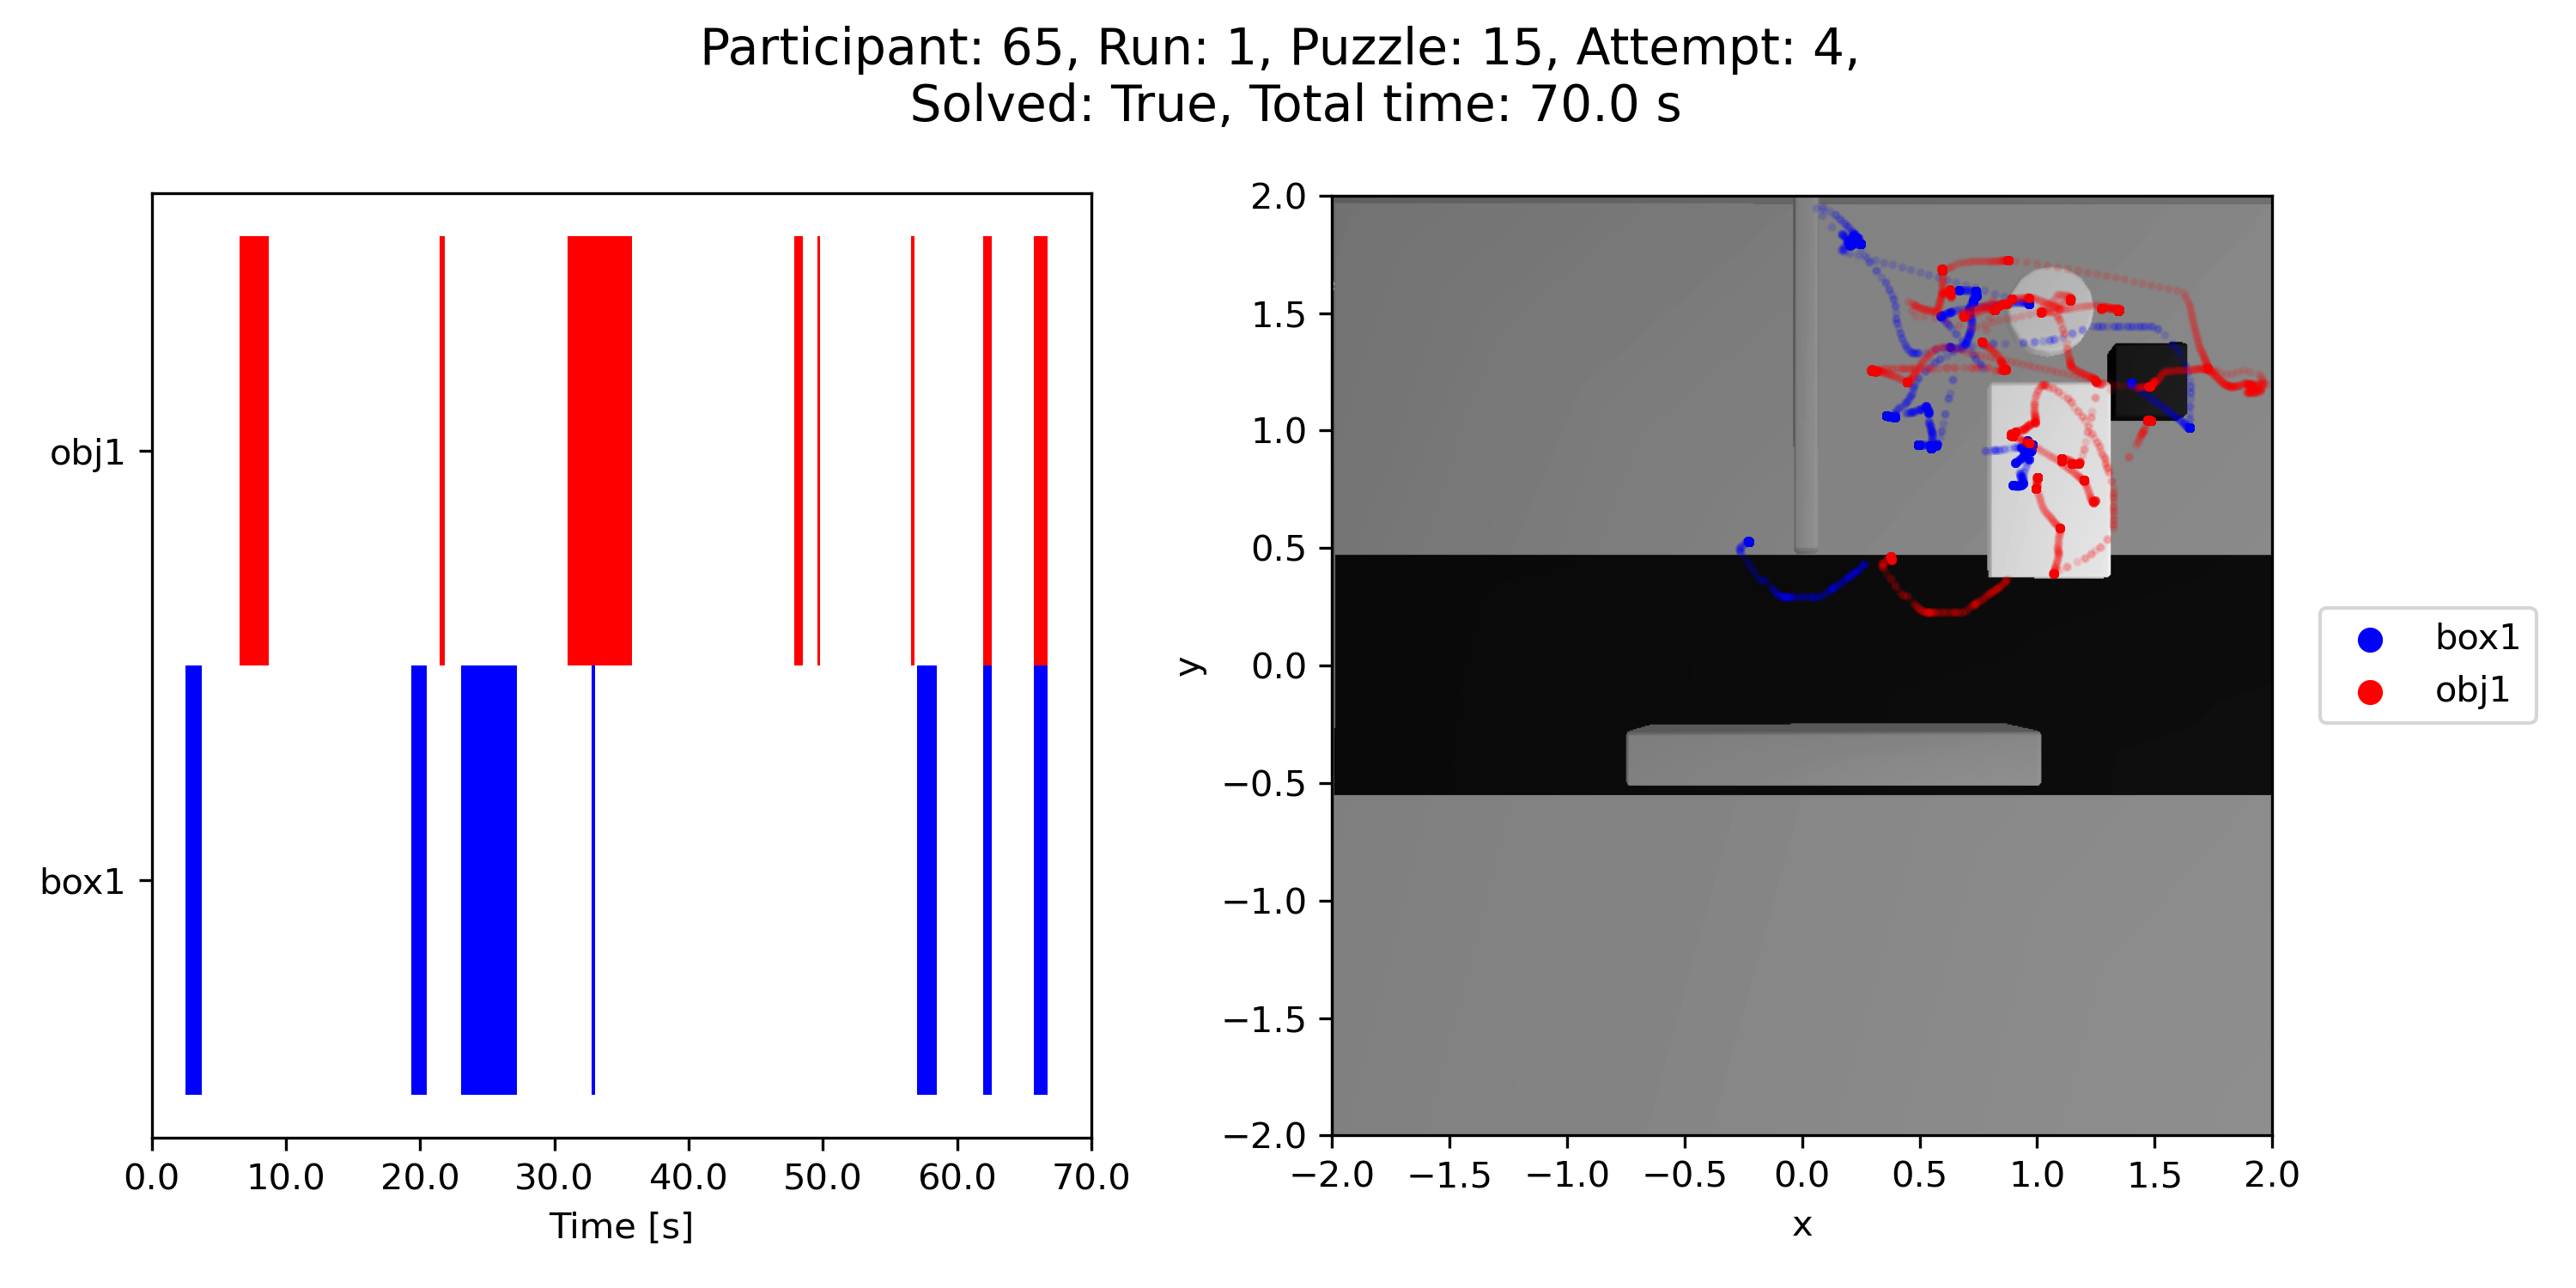 Participant: 65, Run: 1, Puzzle: 15, Attempt: 4,
Solved: True, Total time: 70.0 s
obj1
box1
0.0 10.0 20.0 30.0 40.0 50.0 60.0 70.0
Time [s]
2.0
1.5
1.0
0.5
0.0
−0.5
−1.0
−1.5
−2.0
y
−2.0 −1.5 −1.0 −0.5 0.0 0.5 1.0 1.5 2.0
x
box1
obj1